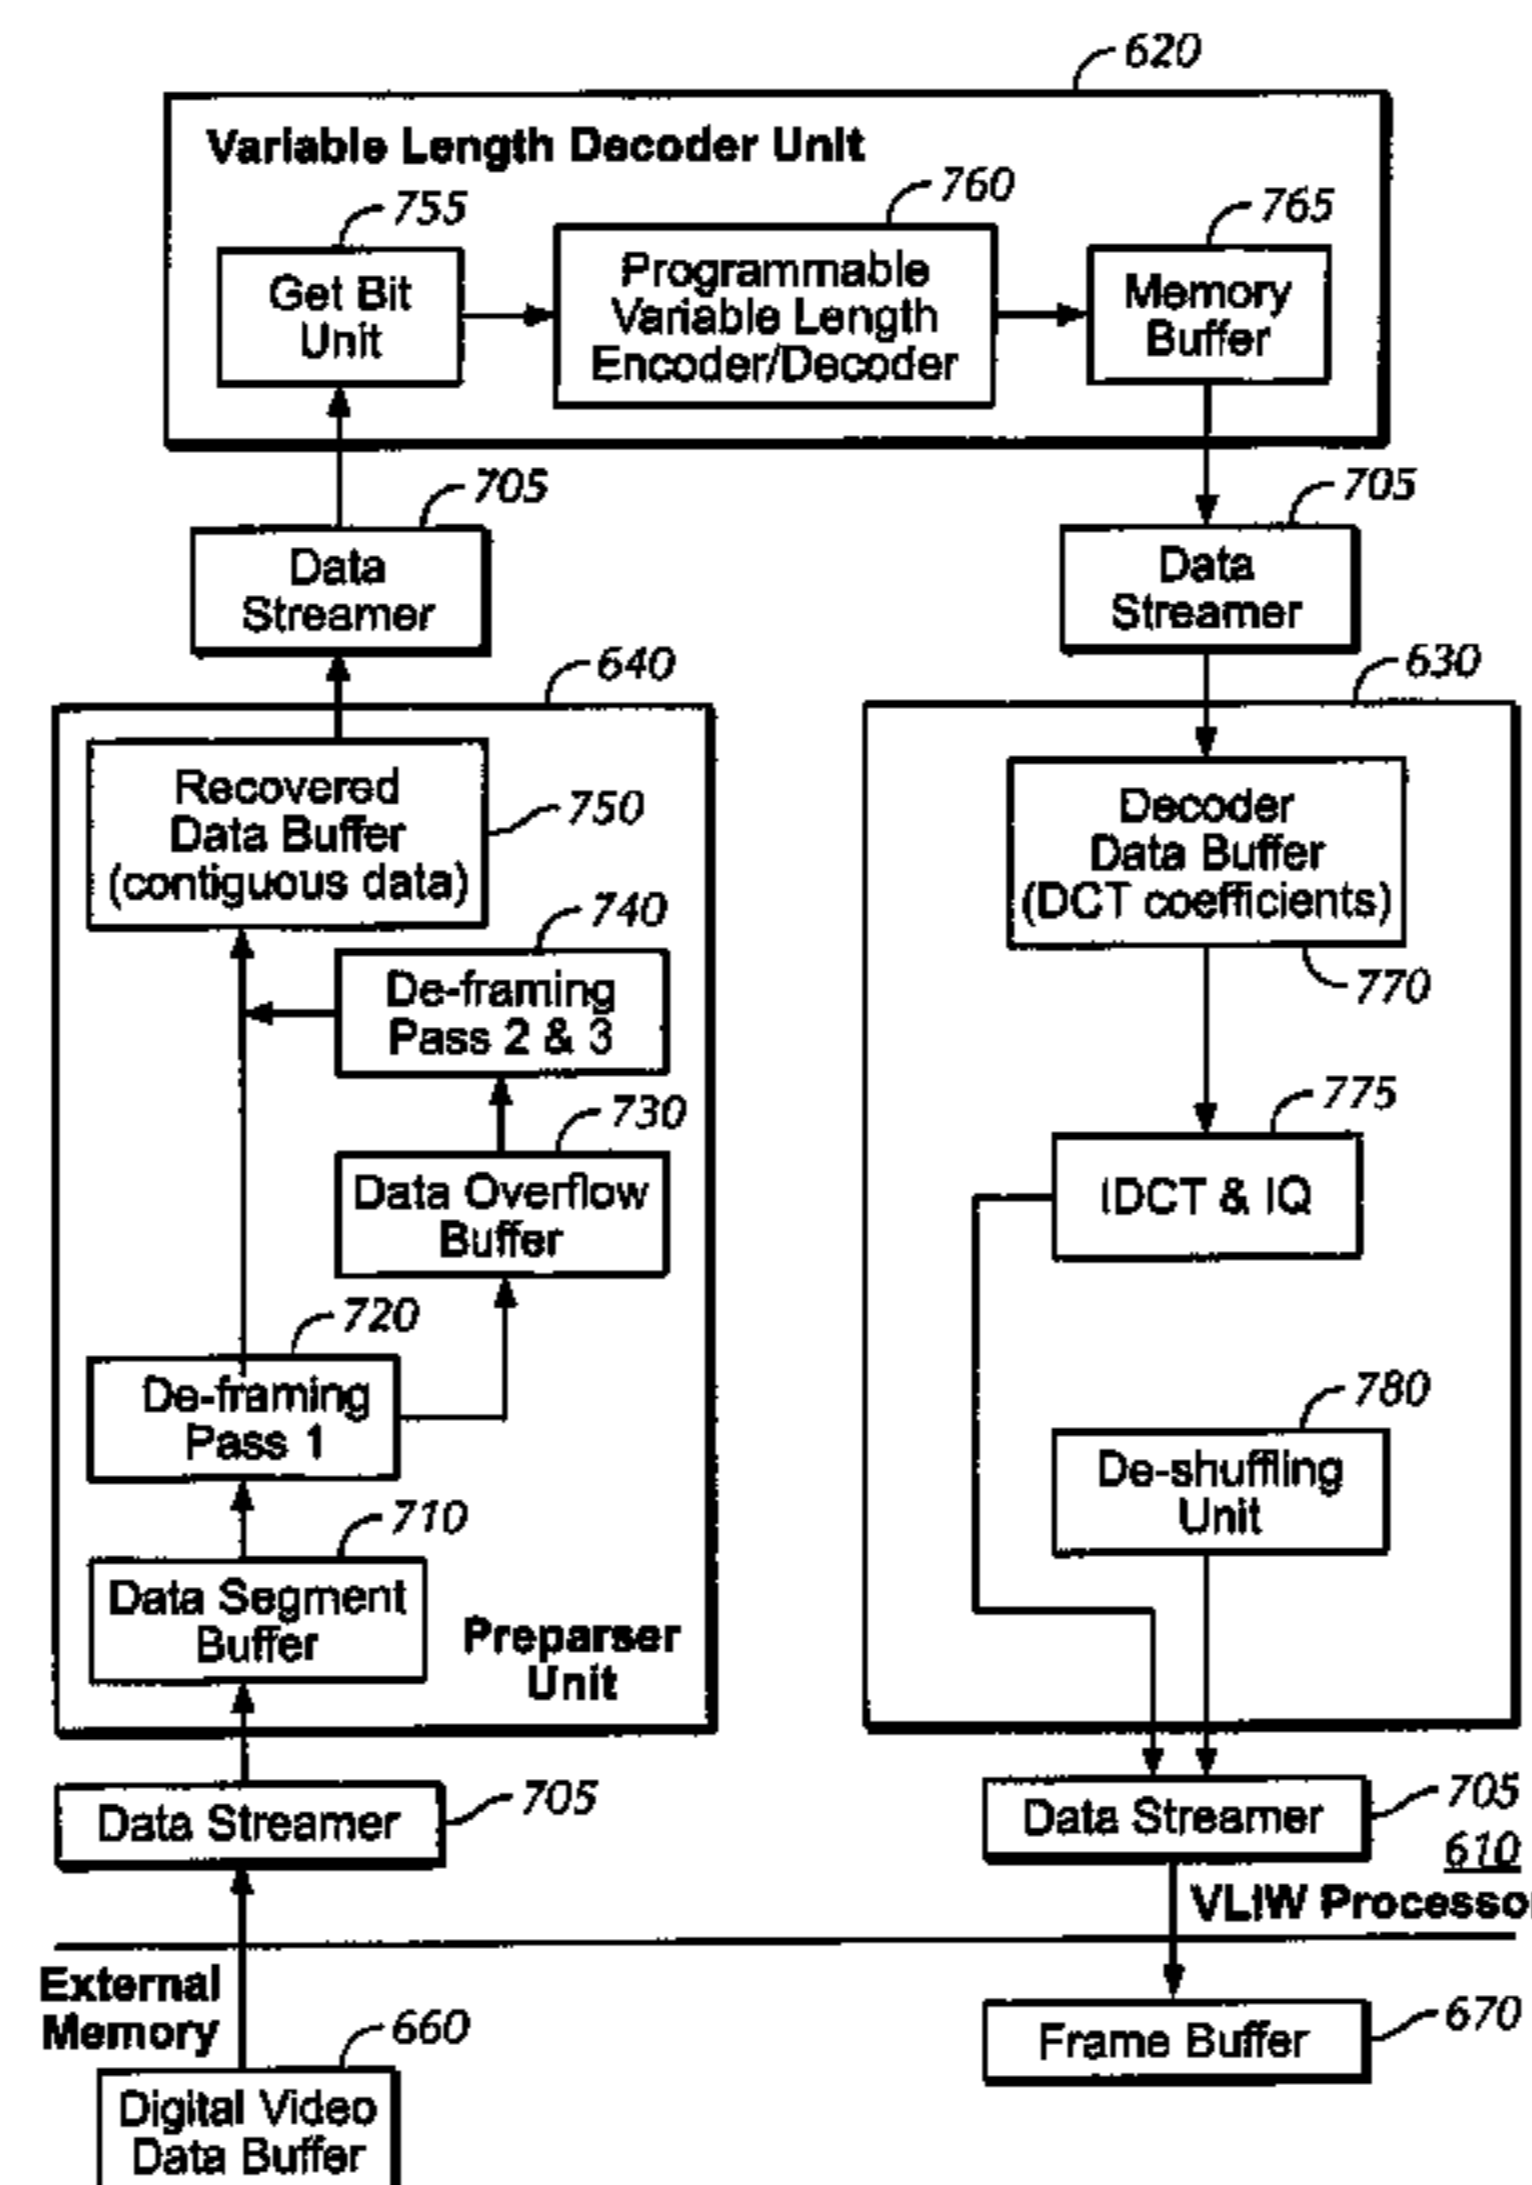 620
Variable Length Decoder Unit
755
760
765
Get Bit
Unit
Programmable
Variable Length
Encoder/Decoder
Memory
Buffer
705
705
Data
Streamer
Data
Streamer
640
630
Recovered
Data Buffer
(contiguous data)
750
Decoder
Data Buffer
(DCT coefficients)
740
770
De-framing
Pass 2 & 3
775
730
IDCT & IQ
Data Overflow
Buffer
720
780
De-framing
Pass 1
De-shuffling
Unit
710
Data Segment
Buffer
Preparser
Unit
Data Streamer
705
Data Streamer
705
610
VLIW Processor
External
Memory
660
Frame Buffer
670
Digital Video
Data Buffer